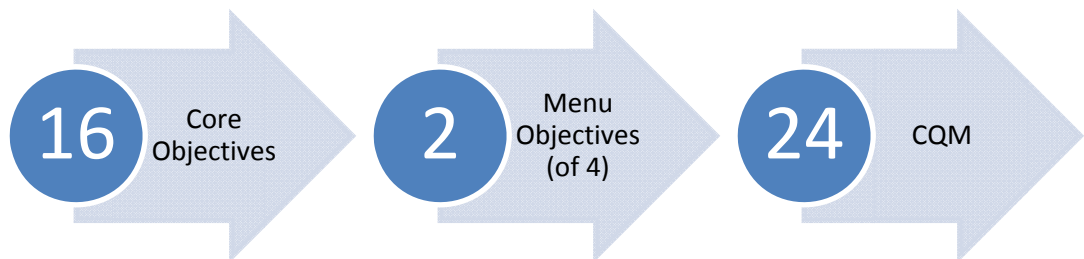 16
Core
Objectives
2
Menu
Objectives
(of 4)
24
CQM